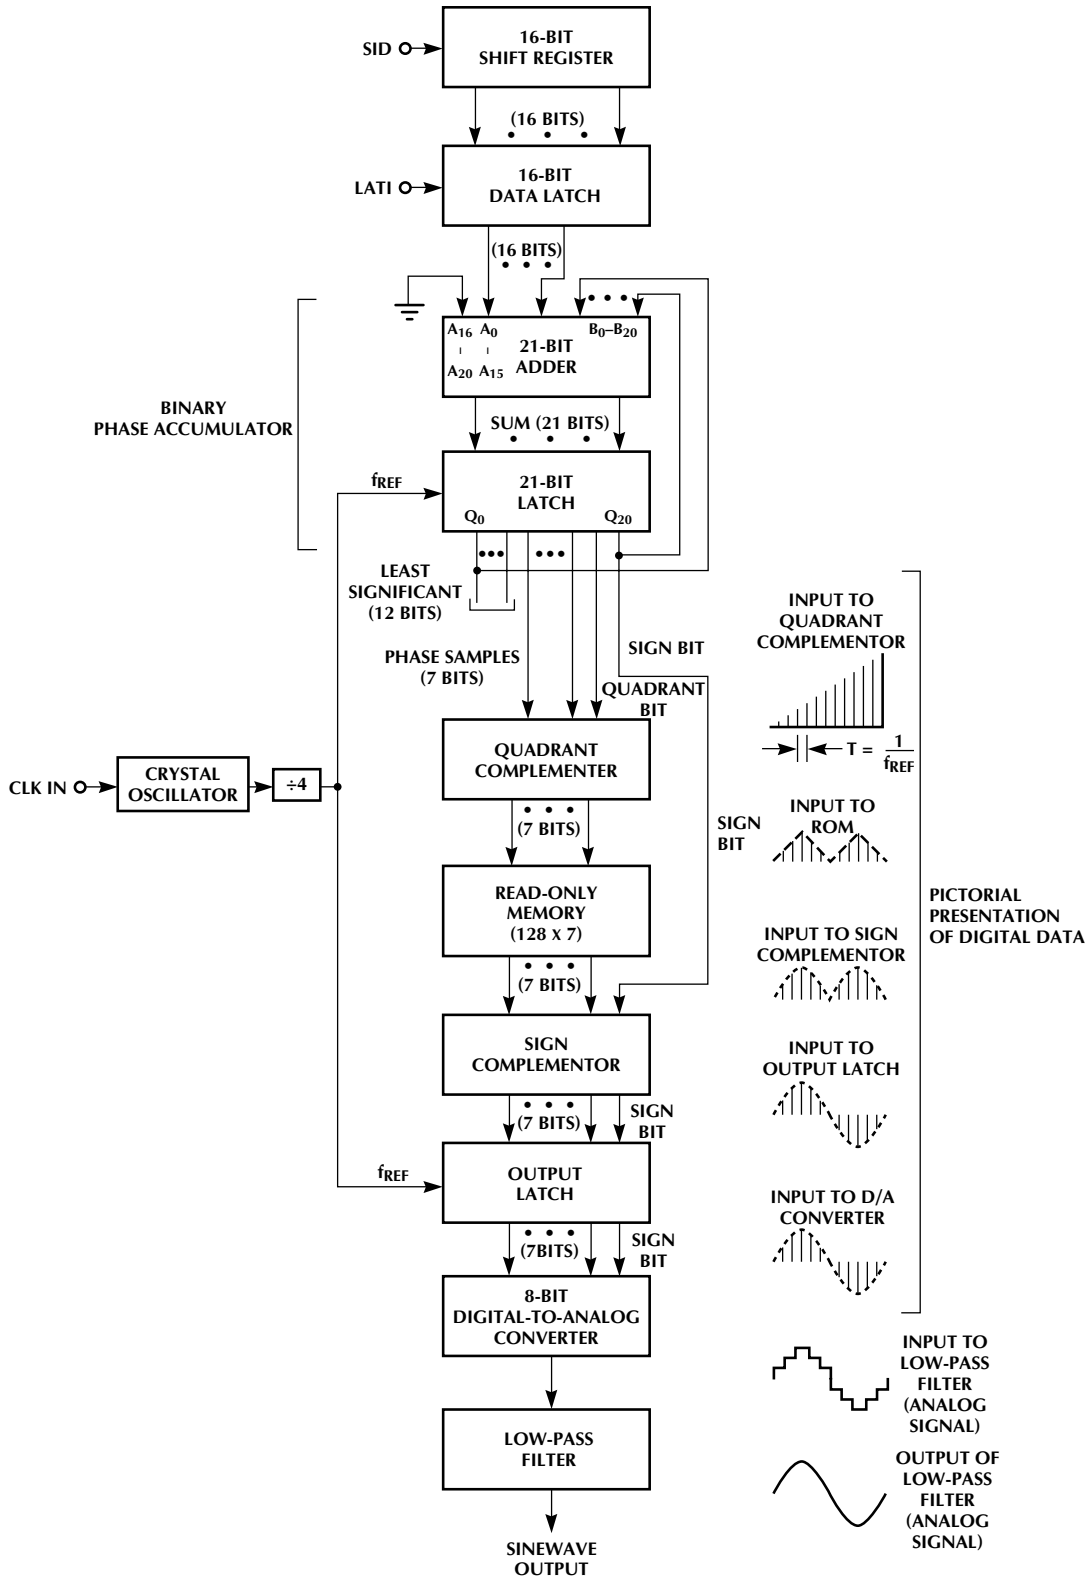 16-BIT
SHIFT REGISTER
SID
(16 BITS)
16-BIT
DATA LATCH
LATI
(16 BITS)
A16 A0
B0–B20
21-BIT
ADDER
A20 A15
BINARY
PHASE ACCUMULATOR
SUM (21 BITS)
fREF
21-BIT
LATCH
Q0
Q20
LEAST
SIGNIFICANT
(12 BITS)
PHASE SAMPLES
(7 BITS)
SIGN BIT
QUADRANT
BIT
QUADRANT
COMPLEMENTER
CLK IN
CRYSTAL
OSCILLATOR
÷4
(7 BITS)
SIGN
BIT
READ-ONLY
MEMORY
(128 x 7)
(7 BITS)
SIGN
COMPLEMENTOR
(7 BITS)
SIGN
BIT
fREF
OUTPUT
LATCH
(7BITS)
SIGN
BIT
8-BIT
DIGITAL-TO-ANALOG
CONVERTER
LOW-PASS
FILTER
SINEWAVE
OUTPUT
INPUT TO
QUADRANT
COMPLEMENTOR
T = 1
fREF
INPUT TO
ROM
PICTORIAL
PRESENTATION
OF DIGITAL DATA
INPUT TO SIGN
COMPLEMENTOR
INPUT TO
OUTPUT LATCH
INPUT TO D/A
CONVERTER
INPUT TO
LOW-PASS
FILTER
(ANALOG
SIGNAL)
OUTPUT OF
LOW-PASS
FILTER
(ANALOG
SIGNAL)